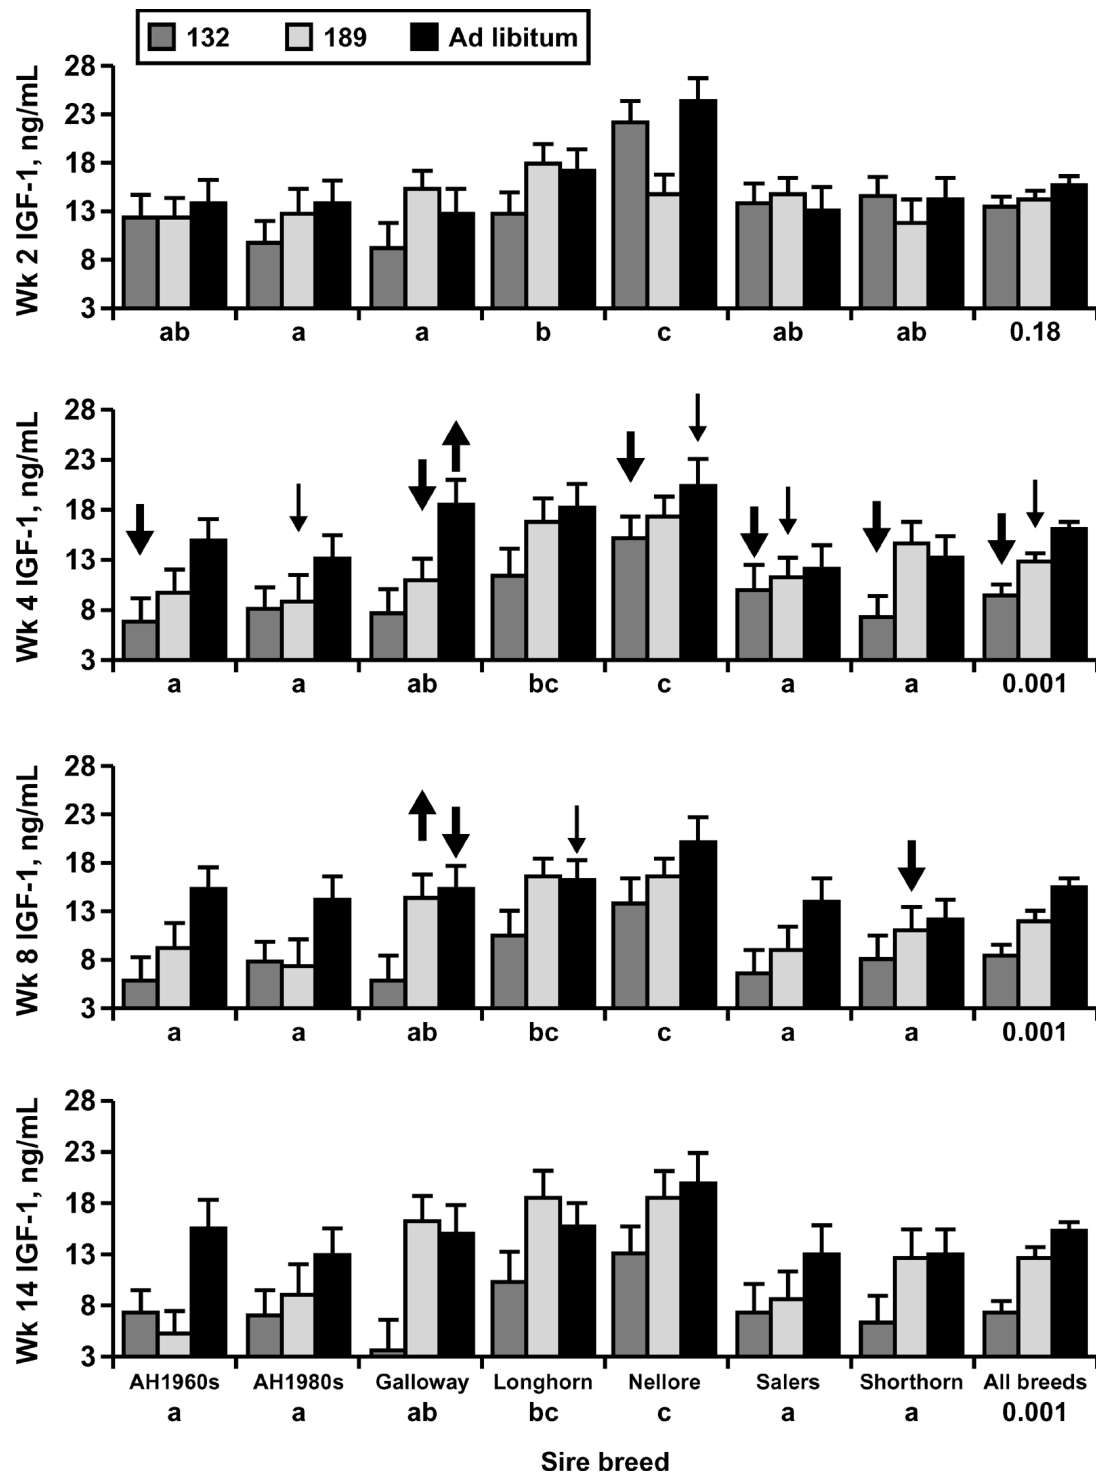 132 189 Ad libitum
Wk 2 IGF-1, ng/mL
28
23
18
13
8
3
ab a a b c ab ab 0.18
Wk 4 IGF-1, ng/mL
28
23
18
13
8
3
a a ab bc c a a 0.001
Wk 8 IGF-1, ng/mL
28
23
18
13
8
3
a a ab bc c a a 0.001
Wk 14 IGF-1, ng/mL
28
23
18
13
8
3
AH1960s AH1980s Galloway Longhorn Nellore Salers Shorthorn All breeds
a a ab bc c a a 0.001
Sire breed